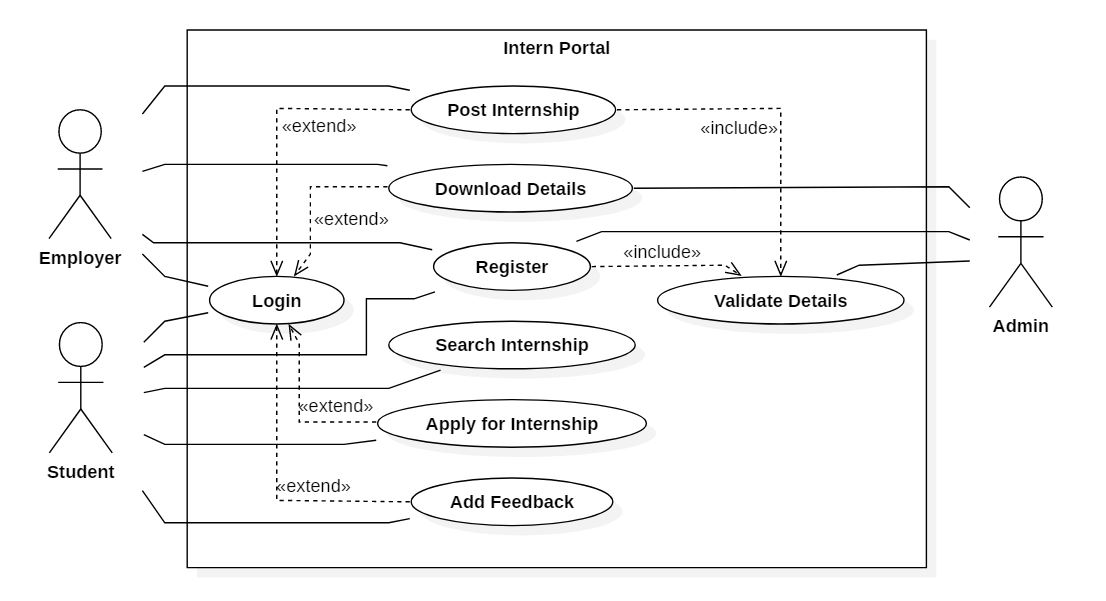 Intern Portal
Post Internship
«extend»
«include»
Download Details
«extend»
Employer
Register
«include»
Login
Validate Details
Admin
Search Internship
«extend»
Apply for Internship
Student
«extend»
Add Feedback